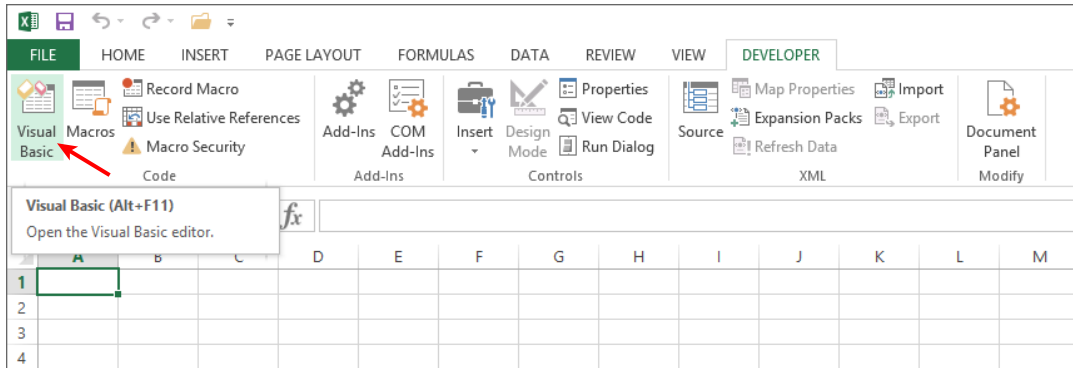 FILE HOME INSERT PAGE LAYOUT FORMULAS DATA REVIEW VIEW DEVELOPER
Visual Basic
Macros
Record Macro
Use Relative References
Macro Security
Code
Add-Ins
COM Add-Ins
Add-Ins
Insert
Design Mode
Properties
View Code
Run Dialog
Controls
Source
Map Properties
Expansion Packs
Refresh Data
Import
Export
XML
Document Panel
Modify
Visual Basic (Alt+F11)
Open the Visual Basic editor.
fx
A B C D E F G H I J K L M
1
2
3
4